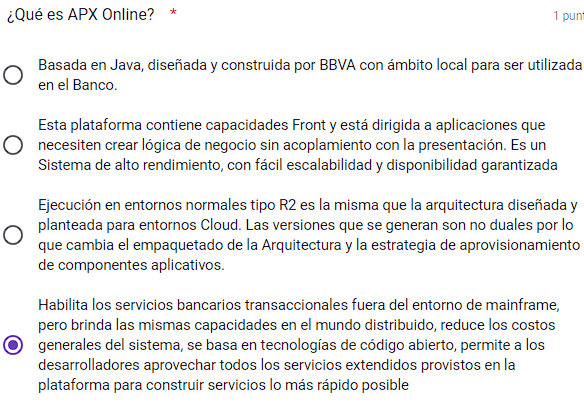 ¿Qué es APX Online? *
1 punt
Basada en Java, diseñada y construida por BBVA con ámbito local para ser utilizada
en el Banco.
Esta plataforma contiene capacidades Front y está dirigida a aplicaciones que
necesiten crear lógica de negocio sin acoplamiento con la presentación. Es un
Sistema de alto rendimiento, con fácil escalabilidad y disponibilidad garantizada
Ejecución en entornos normales tipo R2 es la misma que la arquitectura diseñada y
planteada para entornos Cloud. Las versiones que se generan son no duales por lo
que cambia el empaquetado de la Arquitectura y la estrategia de aprovisionamiento
de componentes aplicativos.
Habilita los servicios bancarios transaccionales fuera del entorno de mainframe,
pero brinda las mismas capacidades en el mundo distribuido, reduce los costos
generales del sistema, se basa en tecnologías de código abierto, permite a los
desarrolladores aprovechar todos los servicios extendidos provistos en la
plataforma para construir servicios lo más rápido posible